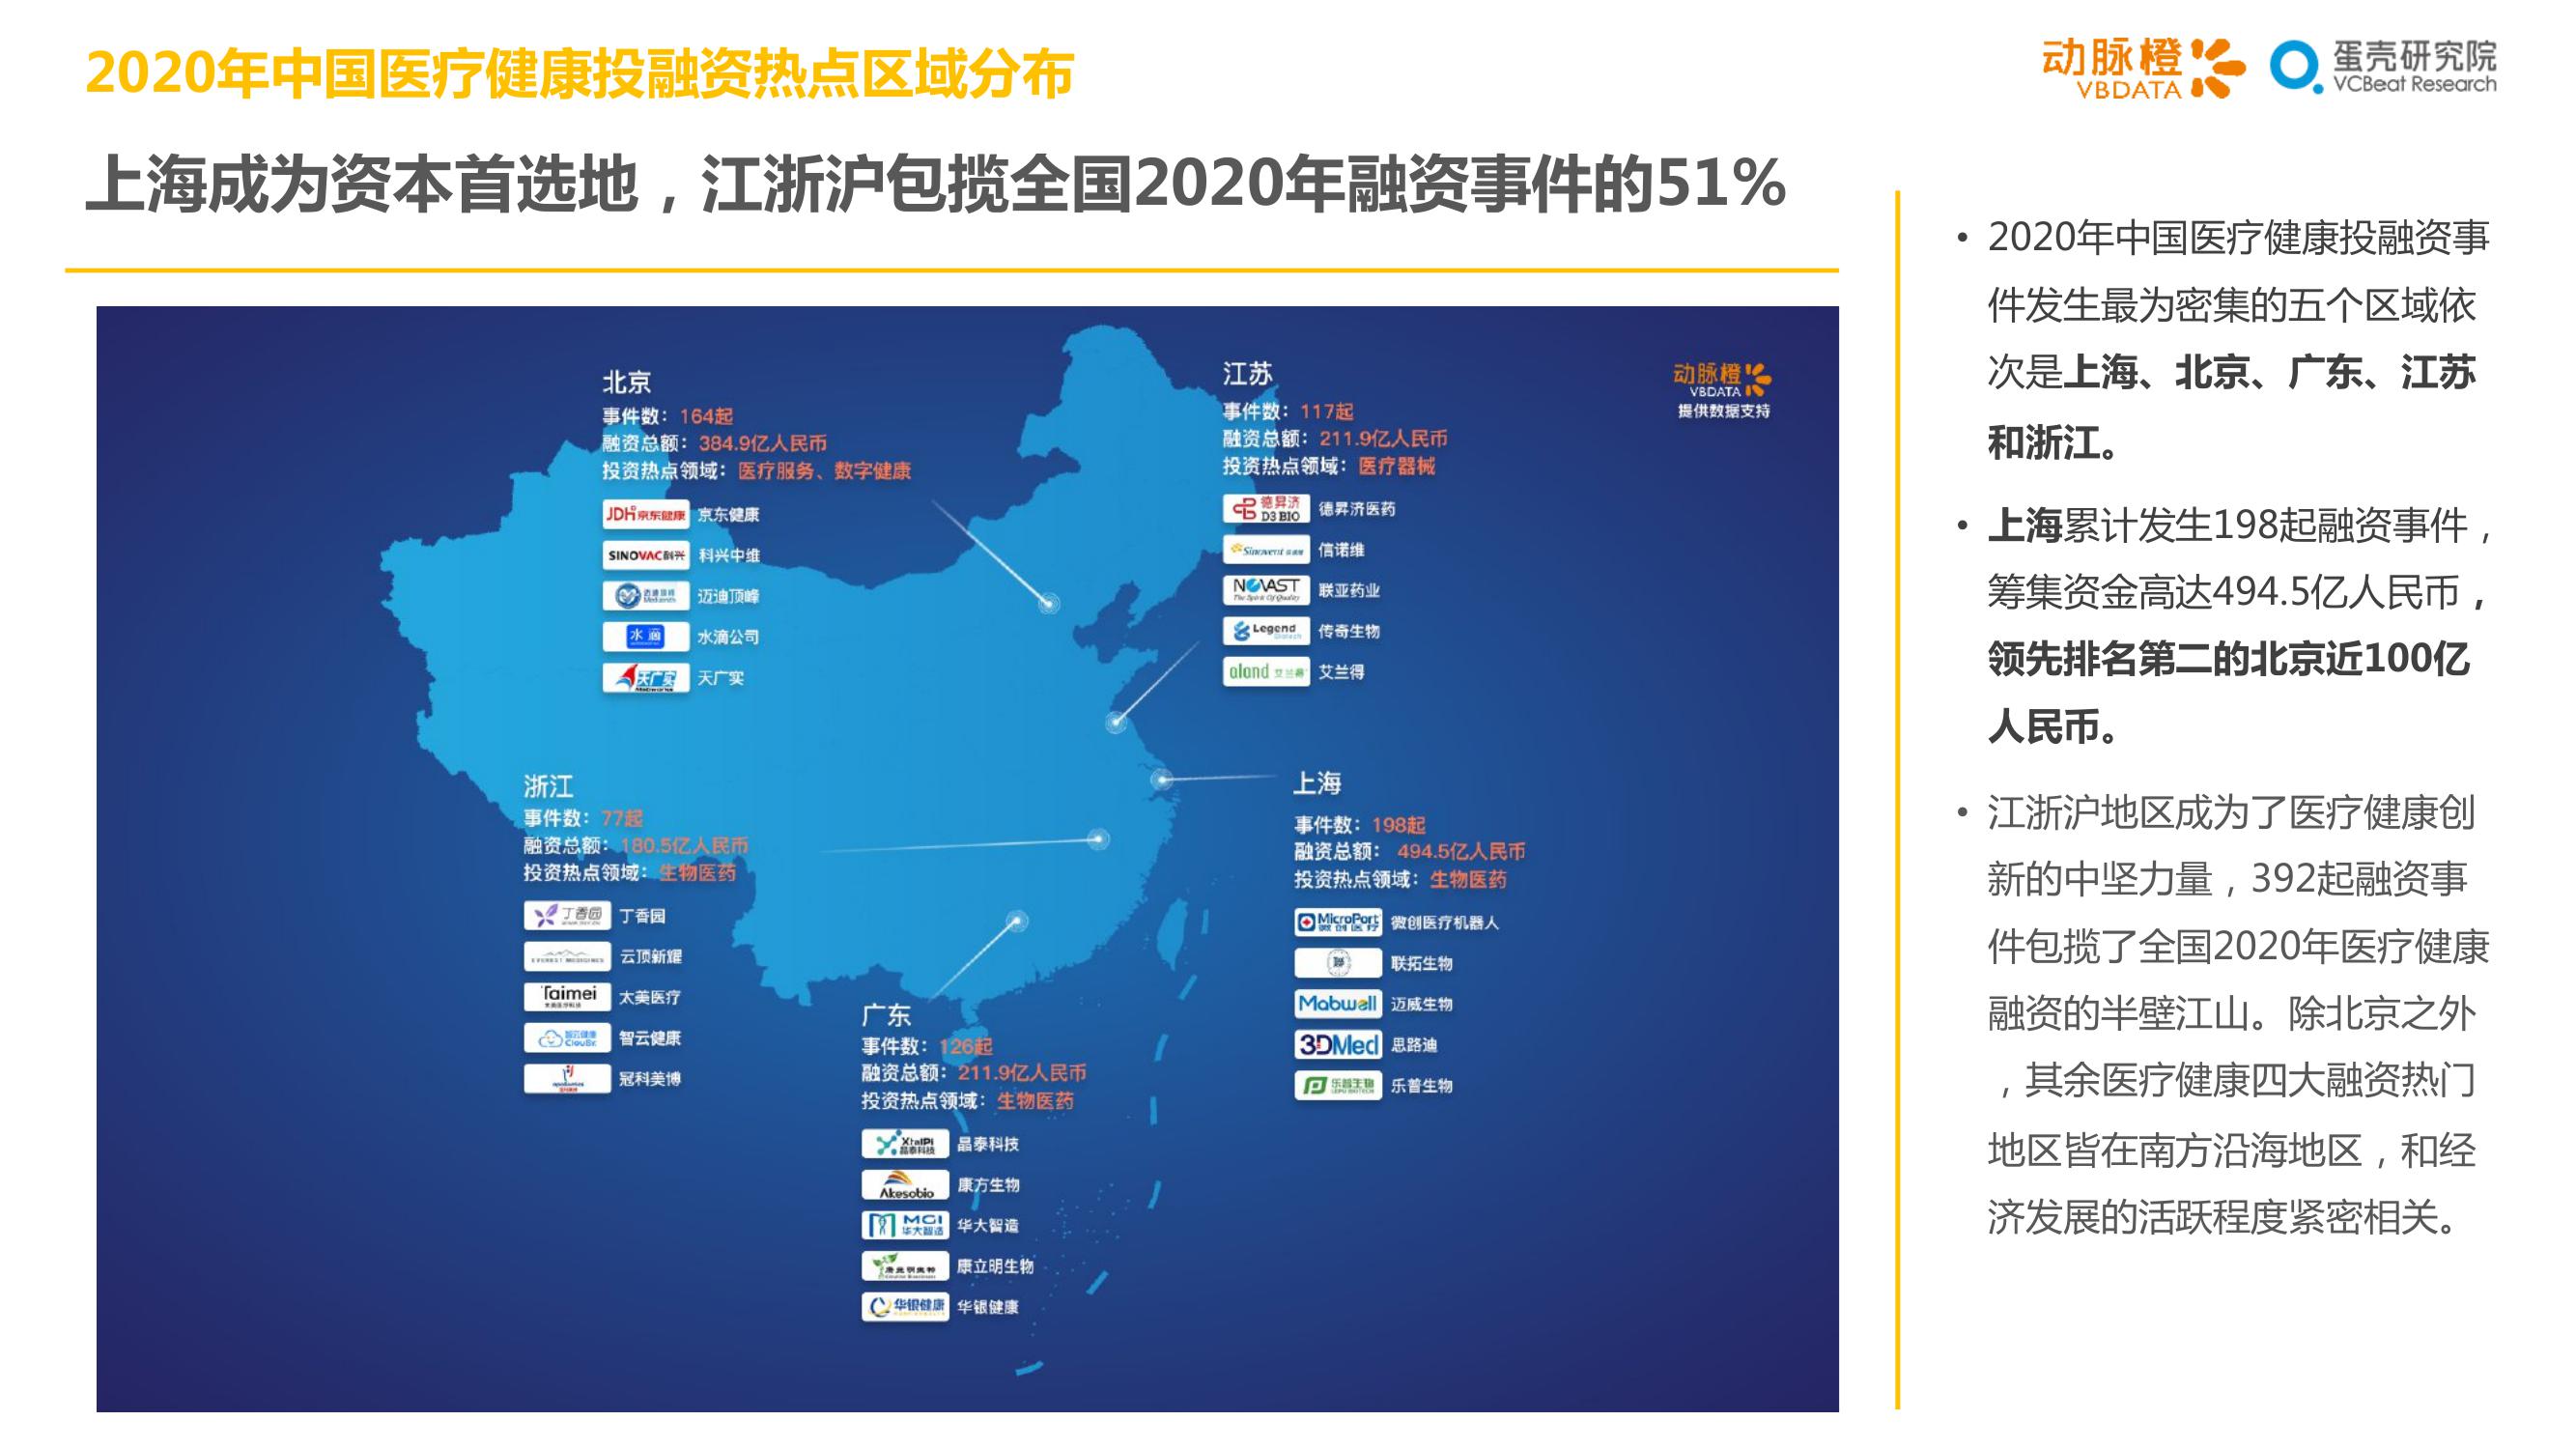 2020年中国医疗健康投融资热点区域分布
动脉橙
VBDATA
蛋壳研究院
VCBeat Research
上海成为资本首选地，江浙沪包揽全国2020年融资事件的51%
北京
事件数：164起
融资总额：384.9亿人民币
投资热点领域：医疗服务、数字健康
JDH京东健康 京东健康
SINOVAC科兴 科兴中维
迈迪顶峰
水滴 水滴公司
天广实 天广实
江苏
事件数：117起
融资总额：211.9亿人民币
投资热点领域：医疗器械
德昇济 D3 BIO 德昇济医药
Sinovent 信诺维
NOVAST The Spirit Of Quality 联亚药业
Legend Biotech 传奇生物
aland 艾兰得 艾兰得
动脉橙
VBDATA
提供数据支持
浙江
事件数：77起
融资总额：180.5亿人民币
投资热点领域：生物医药
丁香园 丁香园
EVEREST MEDICINES 云顶新耀
Taimei 太美医疗
智云健康 ClouDr. 智云健康
冠科美博
上海
事件数：198起
融资总额：494.5亿人民币
投资热点领域：生物医药
MicroPort 微创医疗 微创医疗机器人
联拓生物
Mabwell 迈威生物
3DMed 思路迪
乐普生物 乐普生物
广东
事件数：126起
融资总额：211.9亿人民币
投资热点领域：生物医药
XtalPi 晶泰科技 晶泰科技
Akesobio 康方生物
MGI 华大智造 华大智造
康立明生物 康立明生物
华银健康 华银健康
• 2020年中国医疗健康投融资事
件发生最为密集的五个区域依
次是上海、北京、广东、江苏
和浙江。
• 上海累计发生198起融资事件，
筹集资金高达494.5亿人民币，
领先排名第二的北京近100亿
人民币。
• 江浙沪地区成为了医疗健康创
新的中坚力量，392起融资事
件包揽了全国2020年医疗健康
融资的半壁江山。除北京之外
，其余医疗健康四大融资热门
地区皆在南方沿海地区，和经
济发展的活跃程度紧密相关。